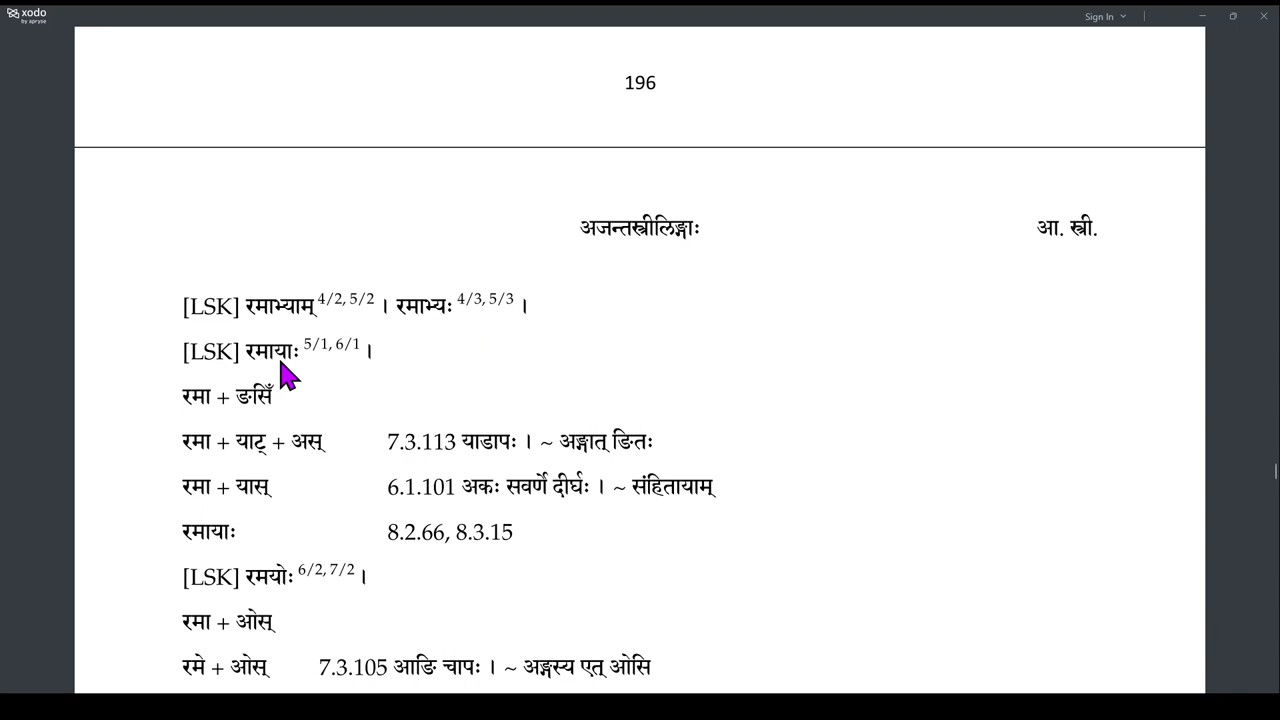 xodo
by apryse
Sign In
196
अजन्तस्त्रीलिङ्गाः आ. स्त्री.
[LSK] रमाभ्याम् 4/2, 5/2 । रमाभ्यः 4/3, 5/3 ।
[LSK] रमायाः 5/1, 6/1 ।
रमा + ङसिँ
रमा + याट् + अस् 7.3.113 याडापः । ~ अङ्गात् ङितः
रमा + यास् 6.1.101 अकः सवर्णे दीर्घः । ~ संहितायाम्
रमायाः 8.2.66, 8.3.15
[LSK] रमयोः 6/2, 7/2 ।
रमा + ओस्
रमे + ओस् 7.3.105 आङि चापः । ~ अङ्गस्य एत् ओसि